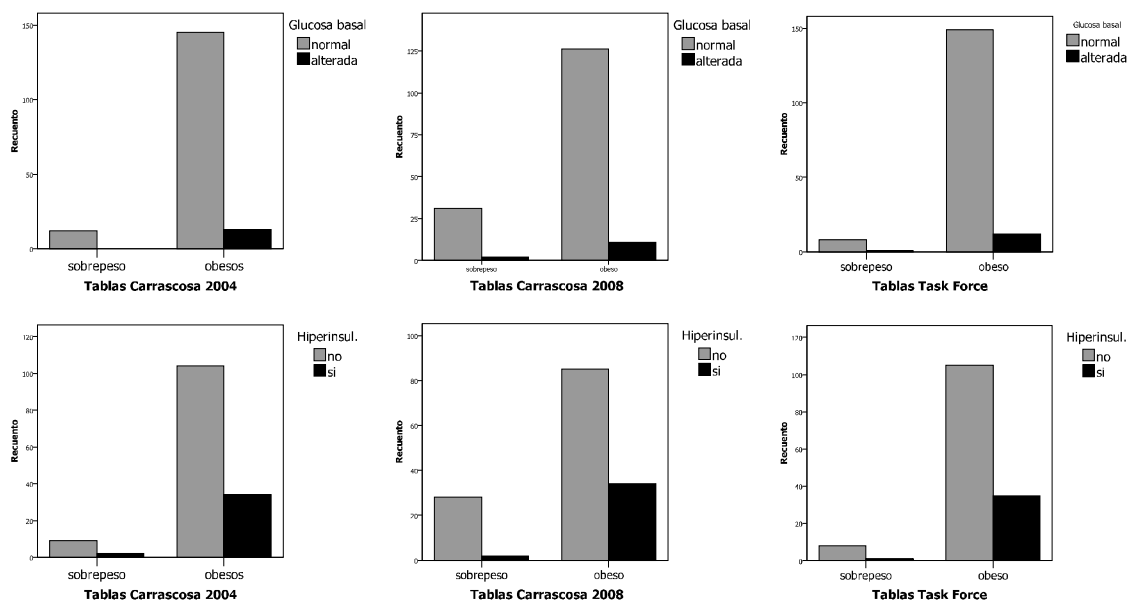 Glucosa basal
normal
alterada
150
100
50
0
Recuento
sobrepeso obesos
Tablas Carrascosa 2004
Glucosa basal
normal
alterada
125
100
75
50
25
0
Recuento
sobrepeso obeso
Tablas Carrascosa 2008
Glucosa basal
normal
alterada
150
100
50
0
Recuento
sobrepeso obeso
Tablas Task Force
Hiperinsul.
no
si
120
100
80
60
40
20
0
Recuento
sobrepeso obesos
Tablas Carrascosa 2004
Hiperinsul.
no
si
100
80
60
40
20
0
Recuento
sobrepeso obeso
Tablas Carrascosa 2008
Hiperinsul.
no
si
120
100
80
60
40
20
0
Recuento
sobrepeso obeso
Tablas Task Force